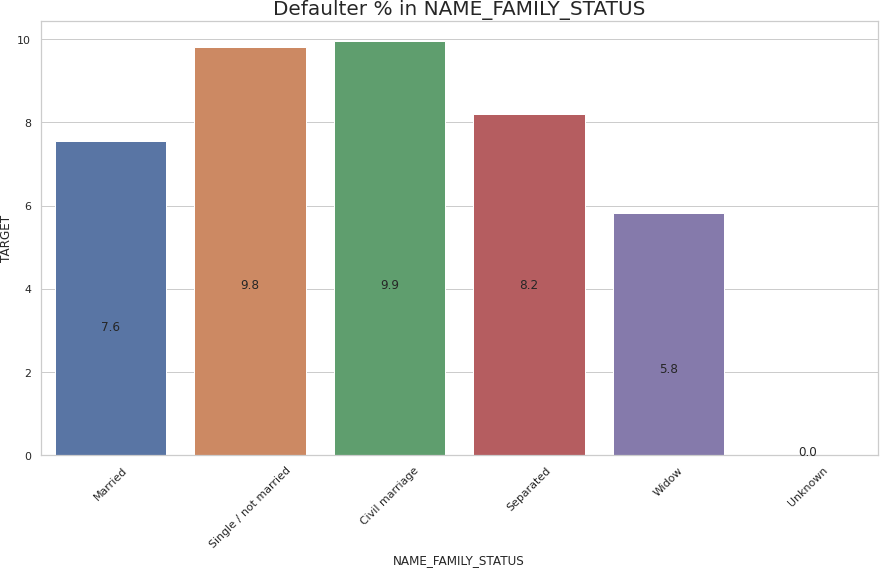 Defaulter % in NAME_FAMILY_STATUS
10
8
6
4
2
0
TARGET
7.6
9.8
9.9
8.2
5.8
0.0
Married
Single / not married
Civil marriage
Separated
Widow
Unknown
NAME_FAMILY_STATUS